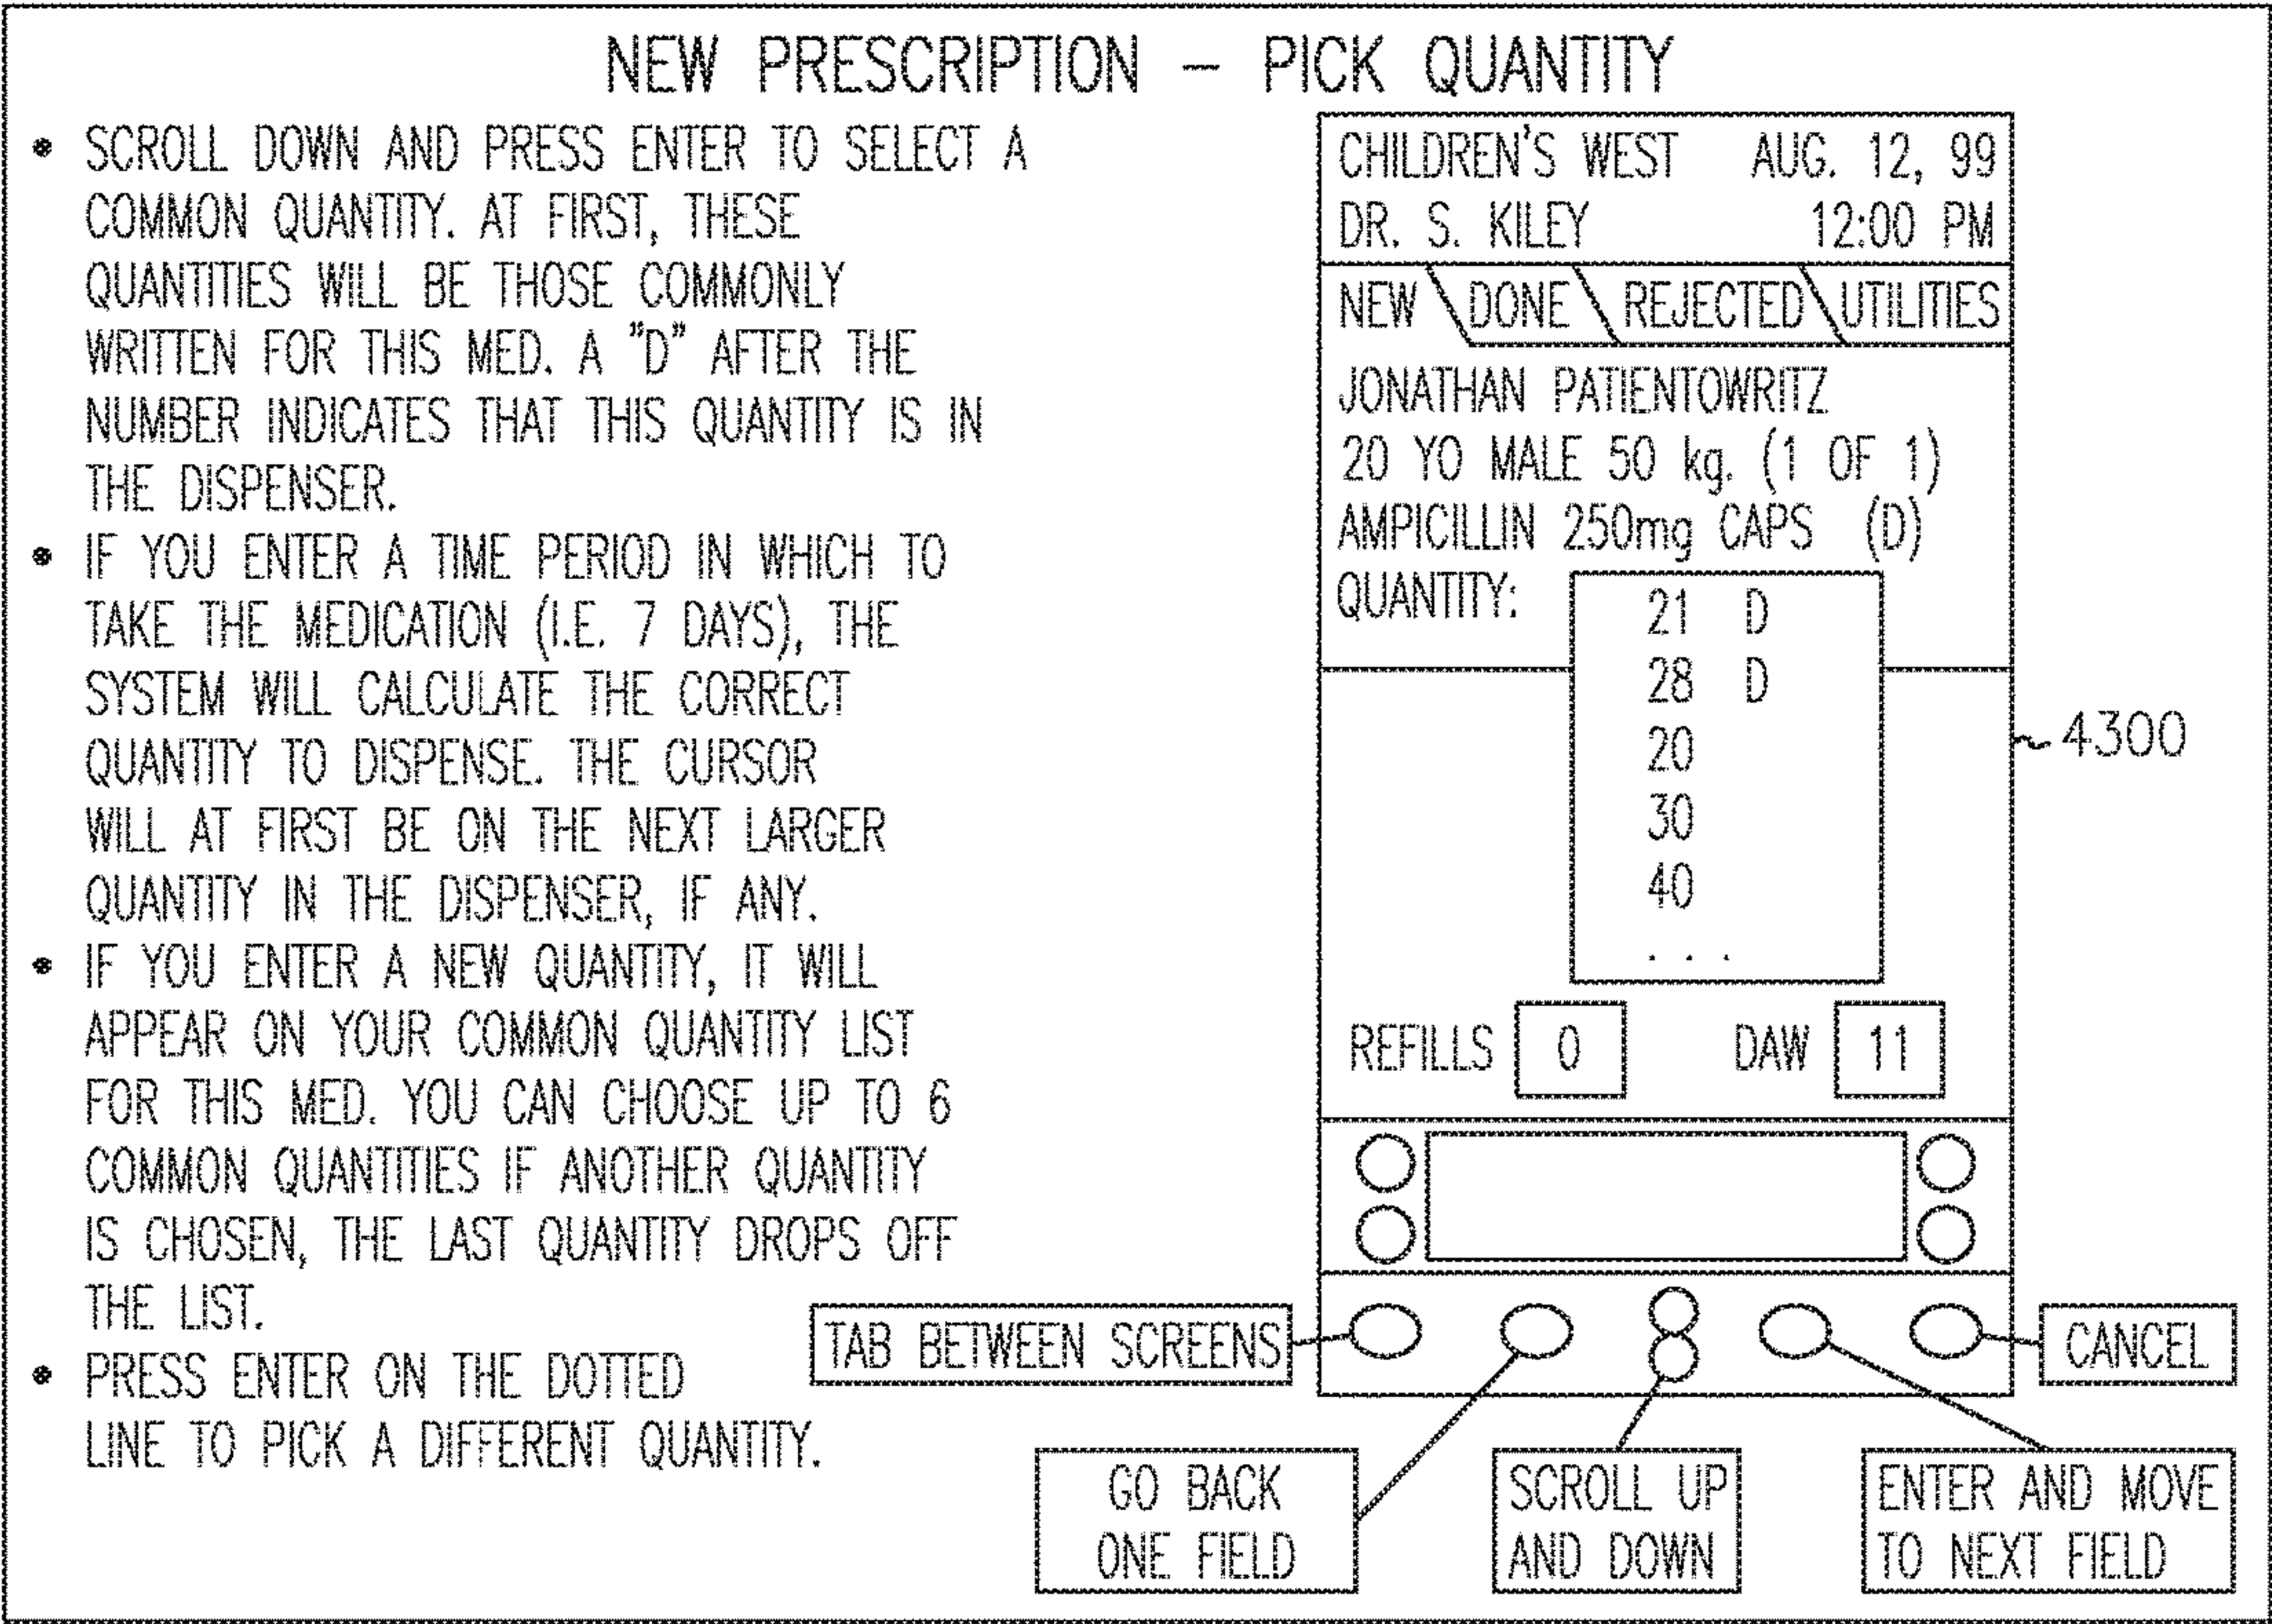 NEW PRESCRIPTION – PICK QUANTITY
• SCROLL DOWN AND PRESS ENTER TO SELECT A
COMMON QUANTITY. AT FIRST, THESE
QUANTITIES WILL BE THOSE COMMONLY
WRITTEN FOR THIS MED. A "D" AFTER THE
NUMBER INDICATES THAT THIS QUANTITY IS IN
THE DISPENSER.
• IF YOU ENTER A TIME PERIOD IN WHICH TO
TAKE THE MEDICATION (I.E. 7 DAYS), THE
SYSTEM WILL CALCULATE THE CORRECT
QUANTITY TO DISPENSE. THE CURSOR
WILL AT FIRST BE ON THE NEXT LARGER
QUANTITY IN THE DISPENSER, IF ANY.
• IF YOU ENTER A NEW QUANTITY, IT WILL
APPEAR ON YOUR COMMON QUANTITY LIST
FOR THIS MED. YOU CAN CHOOSE UP TO 6
COMMON QUANTITIES IF ANOTHER QUANTITY
IS CHOSEN, THE LAST QUANTITY DROPS OFF
THE LIST.
• PRESS ENTER ON THE DOTTED
LINE TO PICK A DIFFERENT QUANTITY.
CHILDREN'S WEST AUG. 12, 99
DR. S. KILEY 12:00 PM
NEW DONE REJECTED UTILITIES
JONATHAN PATIENTOWRITZ
20 YO MALE 50 kg. (1 OF 1)
AMPICILLIN 250mg CAPS (D)
QUANTITY:
21 D
28 D
20
30
40
. . .
REFILLS 0 DAW 11
4300
TAB BETWEEN SCREENS
CANCEL
GO BACK
ONE FIELD
SCROLL UP
AND DOWN
ENTER AND MOVE
TO NEXT FIELD